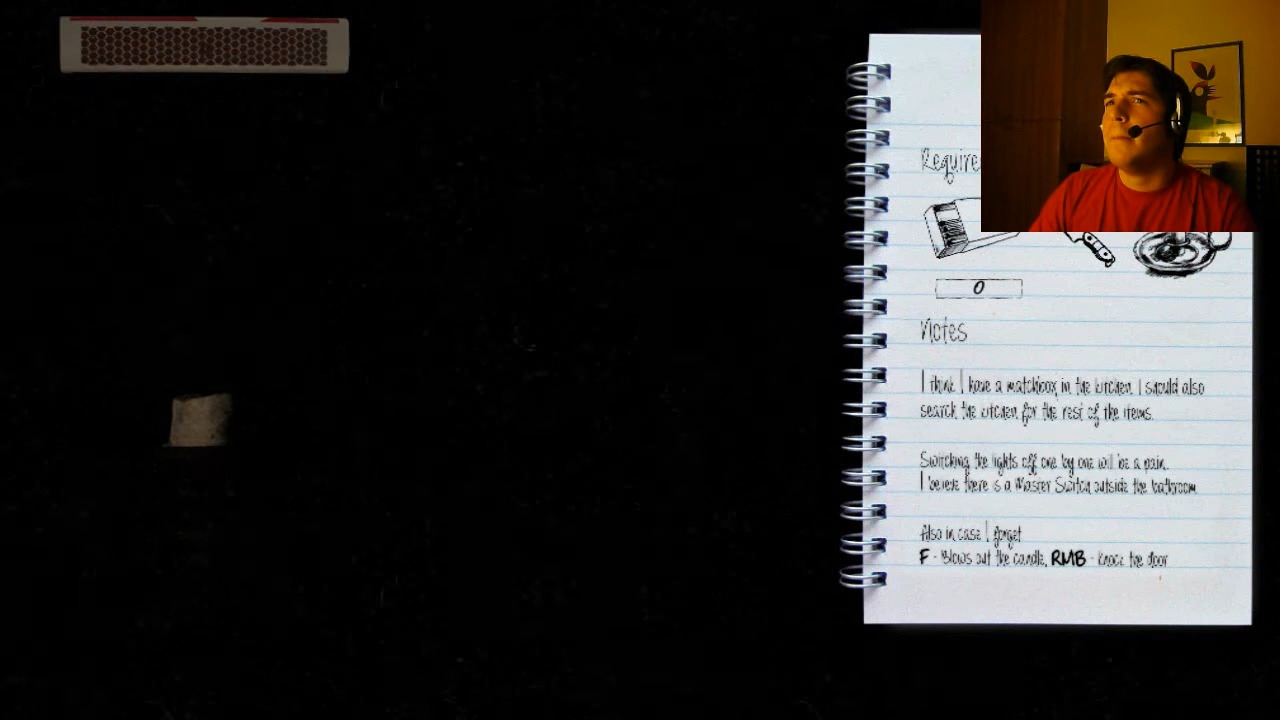 Require
0
Notes
I think I have a matchbox in the kitchen. I should also
search the kitchen for the rest of the items.
Switching the lights off one by one will be a pain.
I believe there is a Master Switch outside the bathroom
Also in case I forget
F - Blows out the candle, RMB - Knock the door